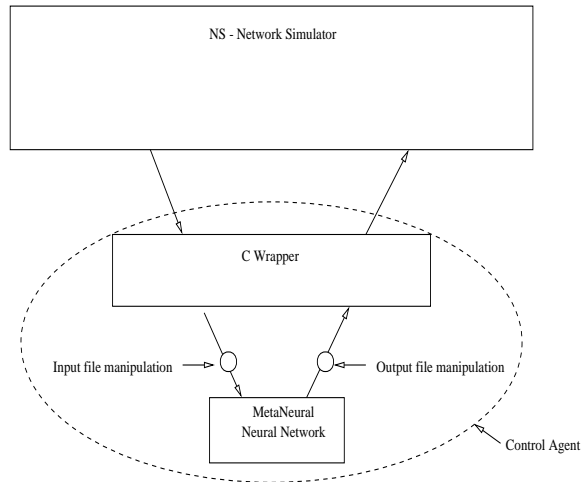 NS - Network Simulator
C Wrapper
Input file manipulation
Output file manipulation
MetaNeural
Neural Network
Control Agent